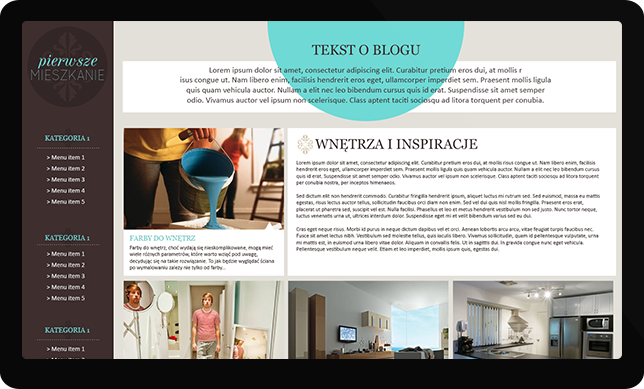 pierwsze
MIESZKANIE
KATEGORIA 1
> Menu item 1
> Menu item 2
> Menu item 3
> Menu item 4
> Menu item 5
KATEGORIA 1
> Menu item 1
> Menu item 2
> Menu item 3
> Menu item 4
> Menu item 5
KATEGORIA 1
> Menu item 1
TEKST O BLOGU
Lorem ipsum dolor sit amet, consectetur adipiscing elit. Curabitur pretium eros dui, at mollis r
isus congue ut. Nam enim libero enim, facilisis hendrerit eros eget, ullamcorper imperdiet sem. Proin
quis quam vehicula auctor. Nullam a elit nec leo bibendum cursus quis id erat. Suspendisse sit amet semper
odio. Vivamus auctor vel ipsum non scelerisque. Class aptent taciti sociosqu ad litora torquent per conubia.
FARBY DO WNĘTRZ
Farby do wnętrz, choć wydają się nieskomplikowane, mogą mieć
wiele różnych parametrów, które warto wziąć pod uwagę,
decydując się na takie rozwiązanie. To jak będzie wyglądać ściana
po wymalowaniu zależy nie tylko od farby...
WNĘTRZA I INSPIRACJE
Lorem ipsum dolor sit amet, consectetur adipiscing elit. Curabitur pretium eros dui, at mollis risus congue ut. Nam
libero enim, facilisis hendrerit eros eget, ullamcorper imperdiet sem. Proin quis quam vehicula auctor. Nullam a elit nec leo bibendum cursus
quis id erat. Suspendisse sit amet semper odio. Vivamus auctor vel ipsum non scelerisque. Class aptent taciti sociosqu ad litora torquent
per conubia nostra, per inceptos himenaeos.
Sed dictum elit non hendrerit commodo. Curabitur fringilla hendrerit ipsum, aliquet luctus mi rutrum sed. Sed euismod, massa eu mattis
egestas, risus lectus auctor tellus, sollicitudin faucibus orci diam non enim. Sed vel dui quis nisl mollis fringilla. Praesent eros erat,
placerat ut pharetra sed, suscipit vel est. Nulla facilisi. Phasellus et leo et metus hendrerit vestibulum non sed justo. Nunc tortor neque,
luctus venenatis urna ut, ultrices interdum dolor. Suspendisse eget mi et velit bibendum varius sed eu dui.
Cras eget neque risus. Morbi id purus in neque dictum dapibus vel et orci. Aenean lobortis arcu arcu, vitae feugiat turpis faucibus nec.
Fusce sit amet lectus nibh. Vestibulum sed molestie tellus, quis iaculis libero. Vivamus sollicitudin, quam id pellentesque vulputate, urna
mi mattis est, in euismod urna libero vitae dolor. Aliquam in convallis felis. Ut in sagittis dui. In gravida congue nunc eget vehicula.
Pellentesque vestibulum neque velit. Etiam et leo imperdiet, mollis ipsum quis, egestas dui.